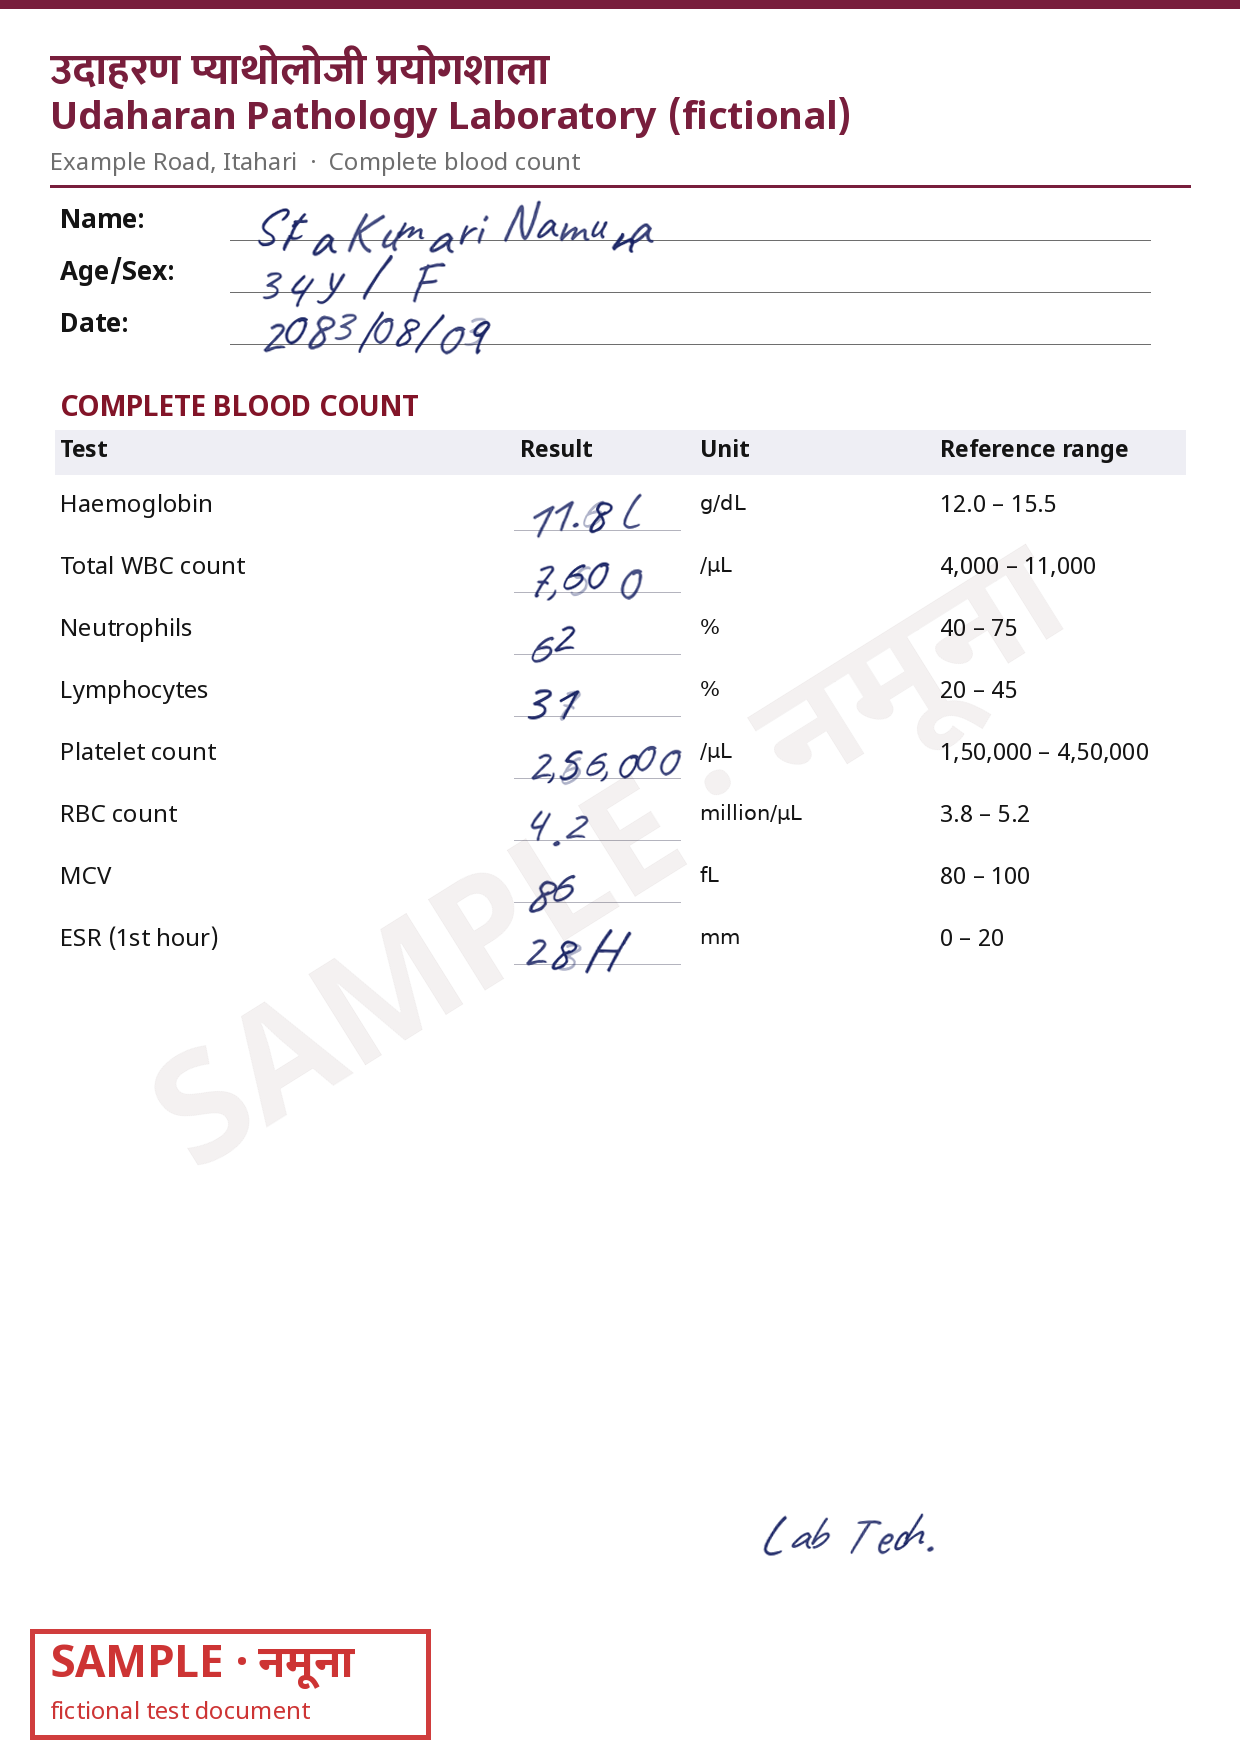 उदाहरण प्याथोलोजी प्रयोगशाला
Udaharan Pathology Laboratory (fictional)
Example Road, Itahari · Complete blood count
Name: Kumari Namuna
Age/Sex: 34y / F
Date: 2083/08/09
COMPLETE BLOOD COUNT
Test Result Unit Reference range
Haemoglobin 11.8 L g/dL 12.0 – 15.5
Total WBC count 7,600 /µL 4,000 – 11,000
Neutrophils 62 % 40 – 75
Lymphocytes 31 % 20 – 45
Platelet count 2,56,000 /µL 1,50,000 – 4,50,000
RBC count 4.2 million/µL 3.8 – 5.2
MCV 86 fL 80 – 100
ESR (1st hour) 28 H mm 0 – 20
SAMPLE · नमूना
Lab Tech.
SAMPLE · नमूना
fictional test document